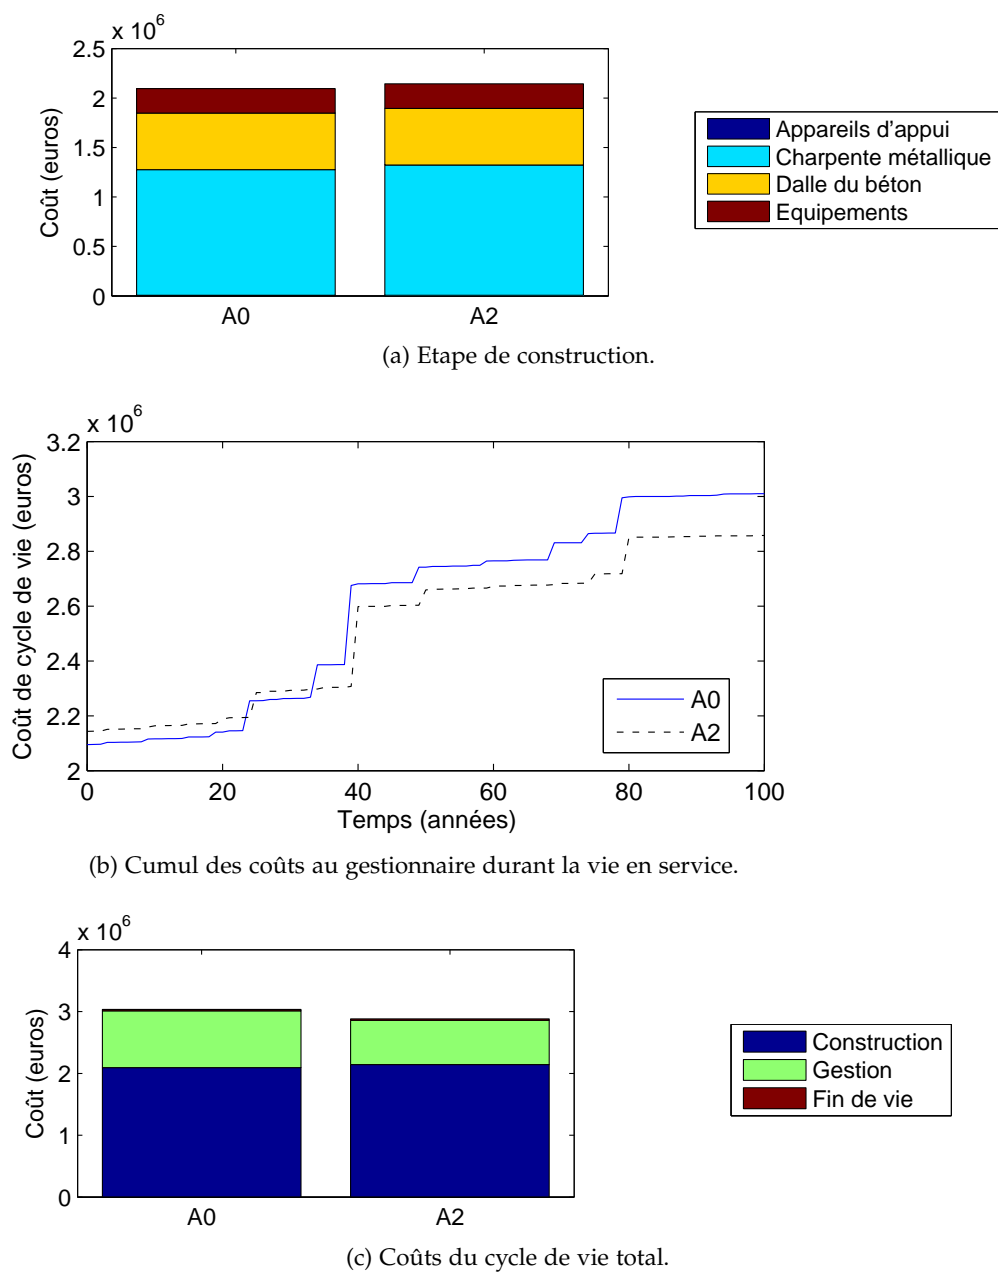 x 10^6
2.5
2
1.5
1
0.5
0
Coût (euros)
A0 A2
Appareils d'appui
Charpente métallique
Dalle du béton
Equipements
(a) Etape de construction.
x 10^6
3.2
3
2.8
2.6
2.4
2.2
2
Coût de cycle de vie (euros)
0 20 40 60 80 100
Temps (années)
A0
A2
(b) Cumul des coûts au gestionnaire durant la vie en service.
x 10^6
4
3
2
1
0
Coût (euros)
A0 A2
Construction
Gestion
Fin de vie
(c) Coûts du cycle de vie total.